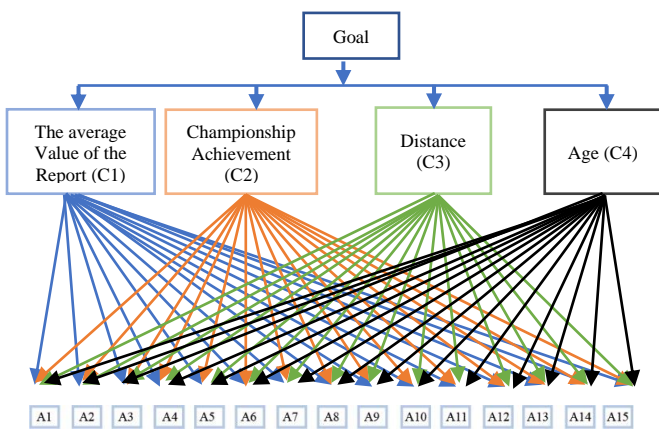 Goal
The average
Value of the
Report (C1)
Championship
Achievement
(C2)
Distance
(C3)
Age (C4)
A1 A2 A3 A4 A5 A6 A7 A8 A9 A10 A11 A12 A13 A14 A15